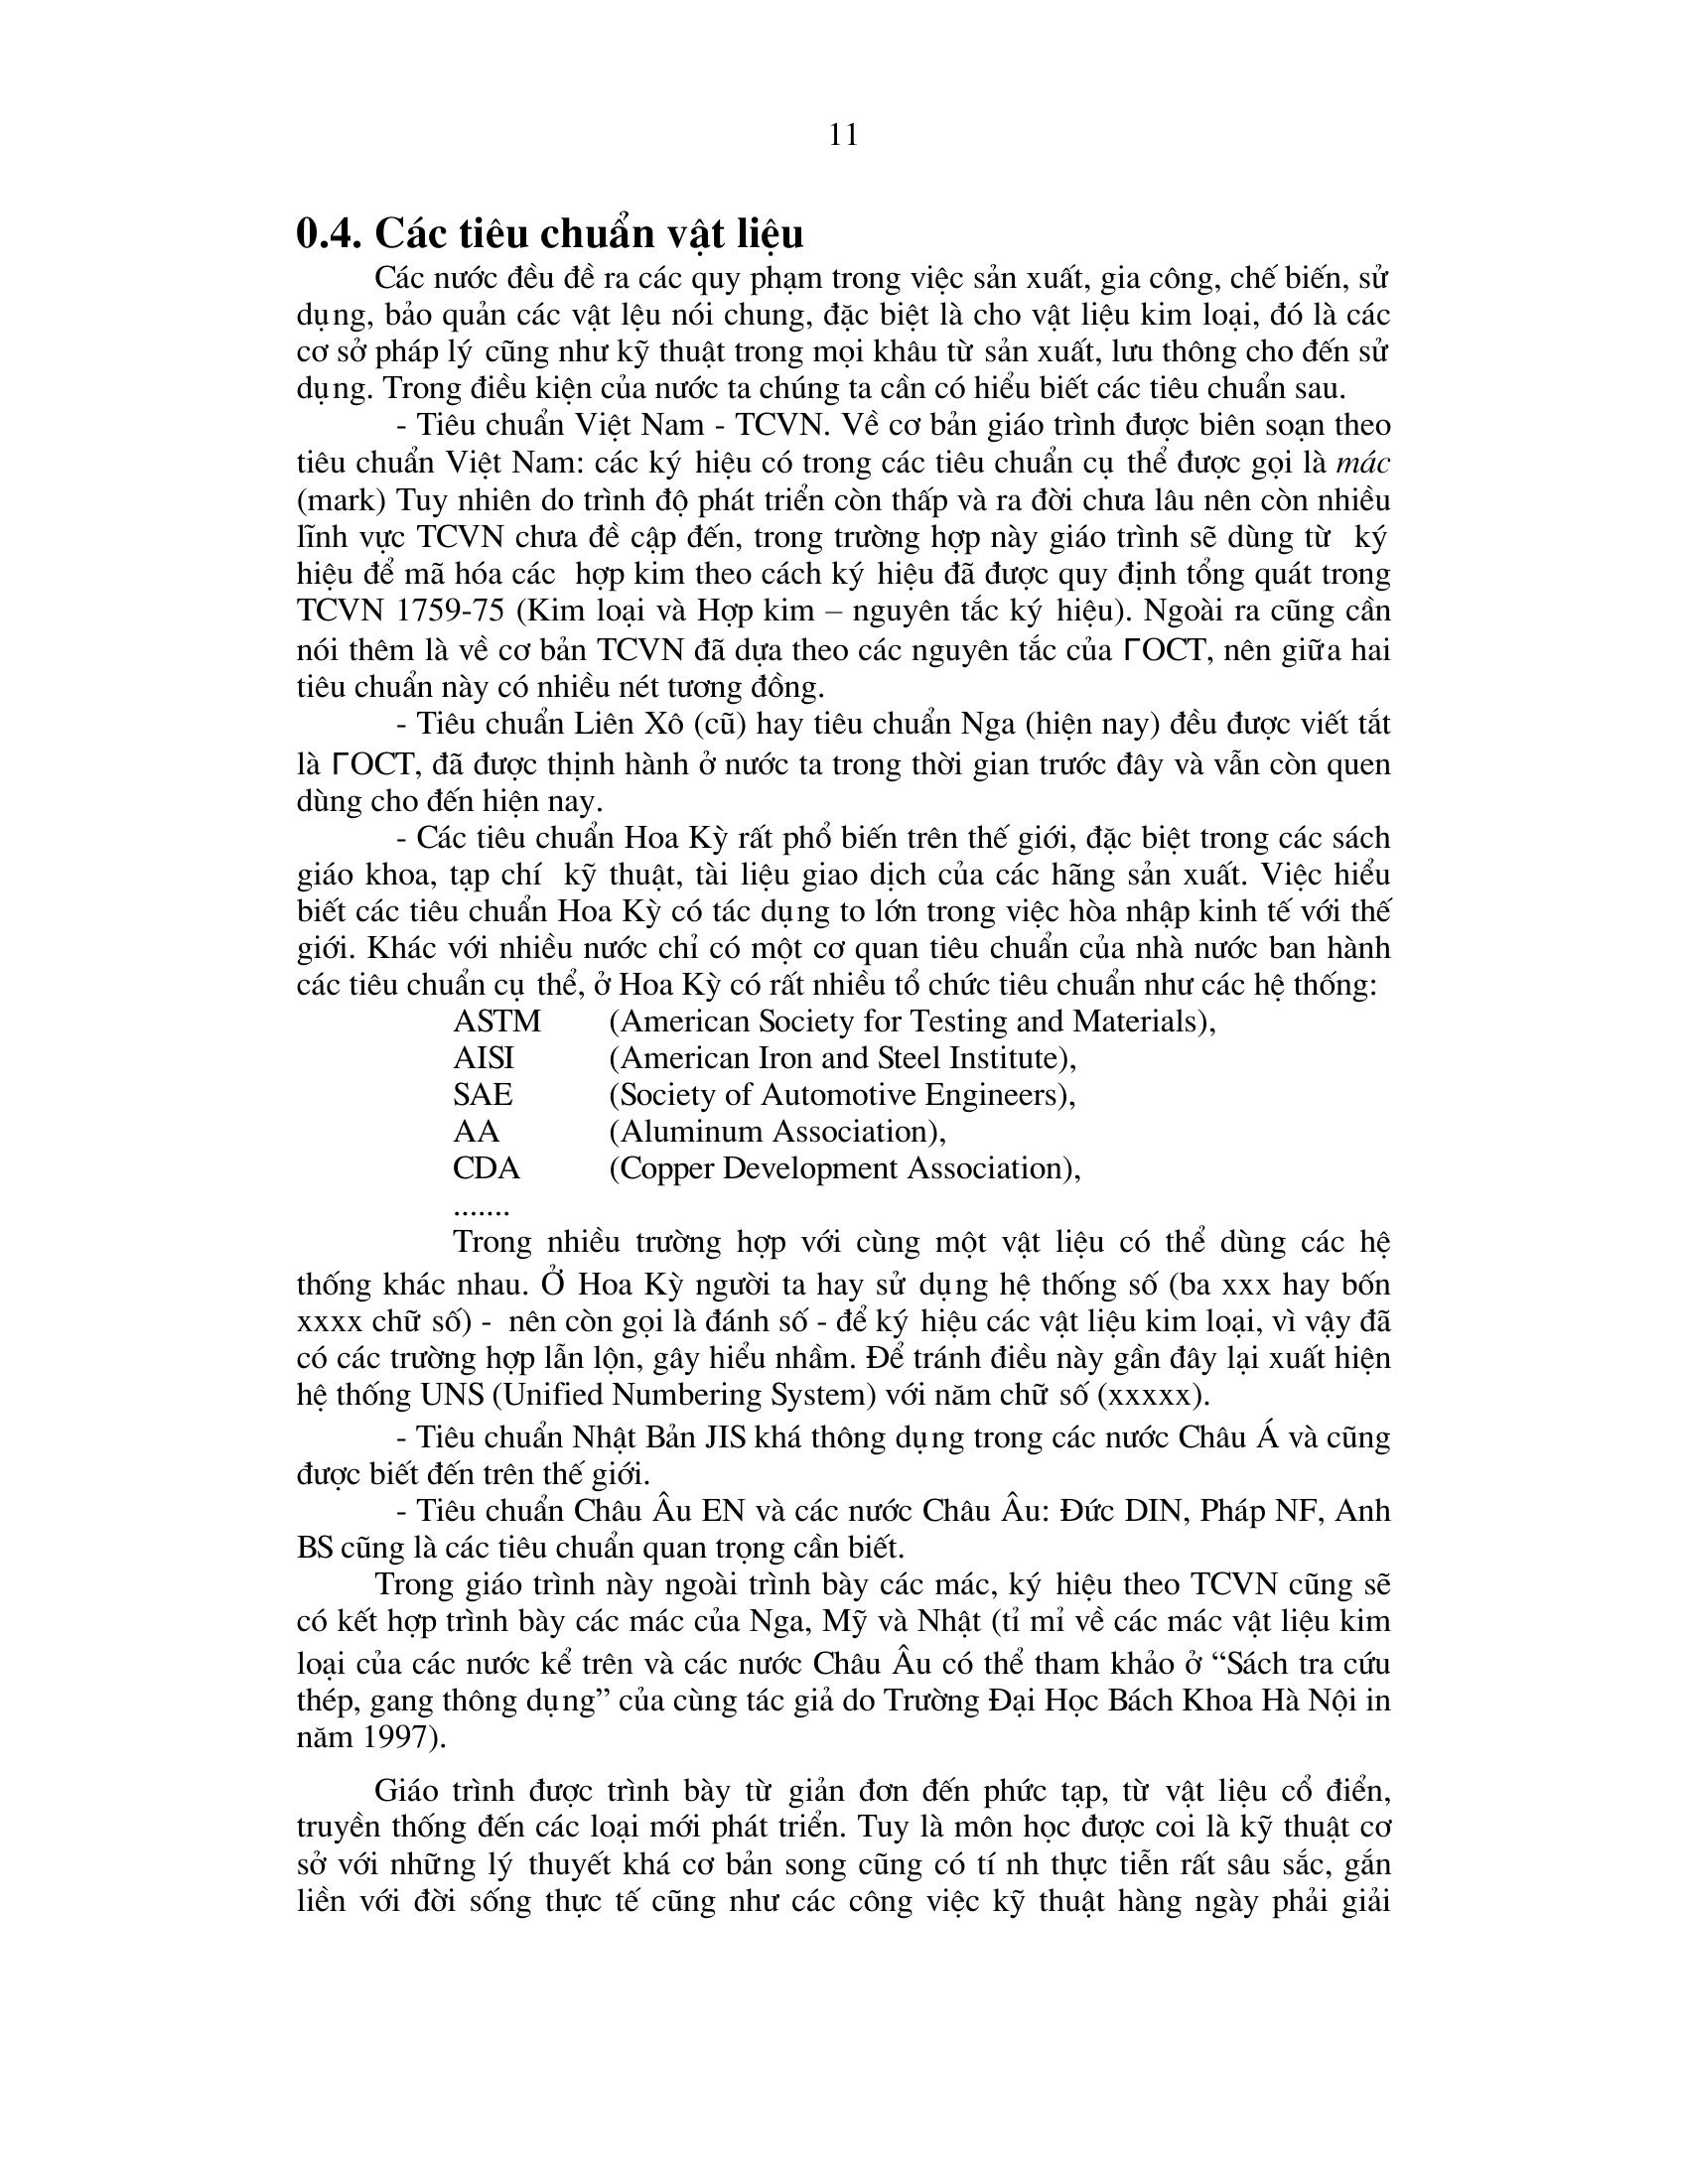 11
0.4. Các tiêu chuẩn vật liệu
Các nước đều đề ra các quy phạm trong việc sản xuất, gia công, chế biến, sử
dụng, bảo quản các vật lệu nói chung, đặc biệt là cho vật liệu kim loại, đó là các
cơ sở pháp lý cũng như kỹ thuật trong mọi khâu từ sản xuất, lưu thông cho đến sử
dụng. Trong điều kiện của nước ta chúng ta cần có hiểu biết các tiêu chuẩn sau.
- Tiêu chuẩn Việt Nam - TCVN. Về cơ bản giáo trình được biên soạn theo
tiêu chuẩn Việt Nam: các ký hiệu có trong các tiêu chuẩn cụ thể được gọi là mác
(mark) Tuy nhiên do trình độ phát triển còn thấp và ra đời chưa lâu nên còn nhiều
lĩnh vực TCVN chưa đề cập đến, trong trường hợp này giáo trình sẽ dùng từ ký
hiệu để mã hóa các hợp kim theo cách ký hiệu đã được quy định tổng quát trong
TCVN 1759-75 (Kim loại và Hợp kim – nguyên tắc ký hiệu). Ngoài ra cũng cần
nói thêm là về cơ bản TCVN đã dựa theo các nguyên tắc của ГOCT, nên giữa hai
tiêu chuẩn này có nhiều nét tương đồng.
- Tiêu chuẩn Liên Xô (cũ) hay tiêu chuẩn Nga (hiện nay) đều được viết tắt
là ГOCT, đã được thịnh hành ở nước ta trong thời gian trước đây và vẫn còn quen
dùng cho đến hiện nay.
- Các tiêu chuẩn Hoa Kỳ rất phổ biến trên thế giới, đặc biệt trong các sách
giáo khoa, tạp chí kỹ thuật, tài liệu giao dịch của các hãng sản xuất. Việc hiểu
biết các tiêu chuẩn Hoa Kỳ có tác dụng to lớn trong việc hòa nhập kinh tế với thế
giới. Khác với nhiều nước chỉ có một cơ quan tiêu chuẩn của nhà nước ban hành
các tiêu chuẩn cụ thể, ở Hoa Kỳ có rất nhiều tổ chức tiêu chuẩn như các hệ thống:
ASTM (American Society for Testing and Materials),
AISI (American Iron and Steel Institute),
SAE (Society of Automotive Engineers),
AA (Aluminum Association),
CDA (Copper Development Association),
.......
Trong nhiều trường hợp với cùng một vật liệu có thể dùng các hệ
thống khác nhau. Ở Hoa Kỳ người ta hay sử dụng hệ thống số (ba xxx hay bốn
xxxx chữ số) - nên còn gọi là đánh số - để ký hiệu các vật liệu kim loại, vì vậy đã
có các trường hợp lẫn lộn, gây hiểu nhầm. Để tránh điều này gần đây lại xuất hiện
hệ thống UNS (Unified Numbering System) với năm chữ số (xxxxx).
- Tiêu chuẩn Nhật Bản JIS khá thông dụng trong các nước Châu Á và cũng
được biết đến trên thế giới.
- Tiêu chuẩn Châu Âu EN và các nước Châu Âu: Đức DIN, Pháp NF, Anh
BS cũng là các tiêu chuẩn quan trọng cần biết.
Trong giáo trình này ngoài trình bày các mác, ký hiệu theo TCVN cũng sẽ
có kết hợp trình bày các mác của Nga, Mỹ và Nhật (tỉ mỉ về các mác vật liệu kim
loại của các nước kể trên và các nước Châu Âu có thể tham khảo ở “Sách tra cứu
thép, gang thông dụng” của cùng tác giả do Trường Đại Học Bách Khoa Hà Nội in
năm 1997).
Giáo trình được trình bày từ giản đơn đến phức tạp, từ vật liệu cổ điển,
truyền thống đến các loại mới phát triển. Tuy là môn học được coi là kỹ thuật cơ
sở với những lý thuyết khá cơ bản song cũng có tí nh thực tiễn rất sâu sắc, gắn
liền với đời sống thực tế cũng như các công việc kỹ thuật hàng ngày phải giải